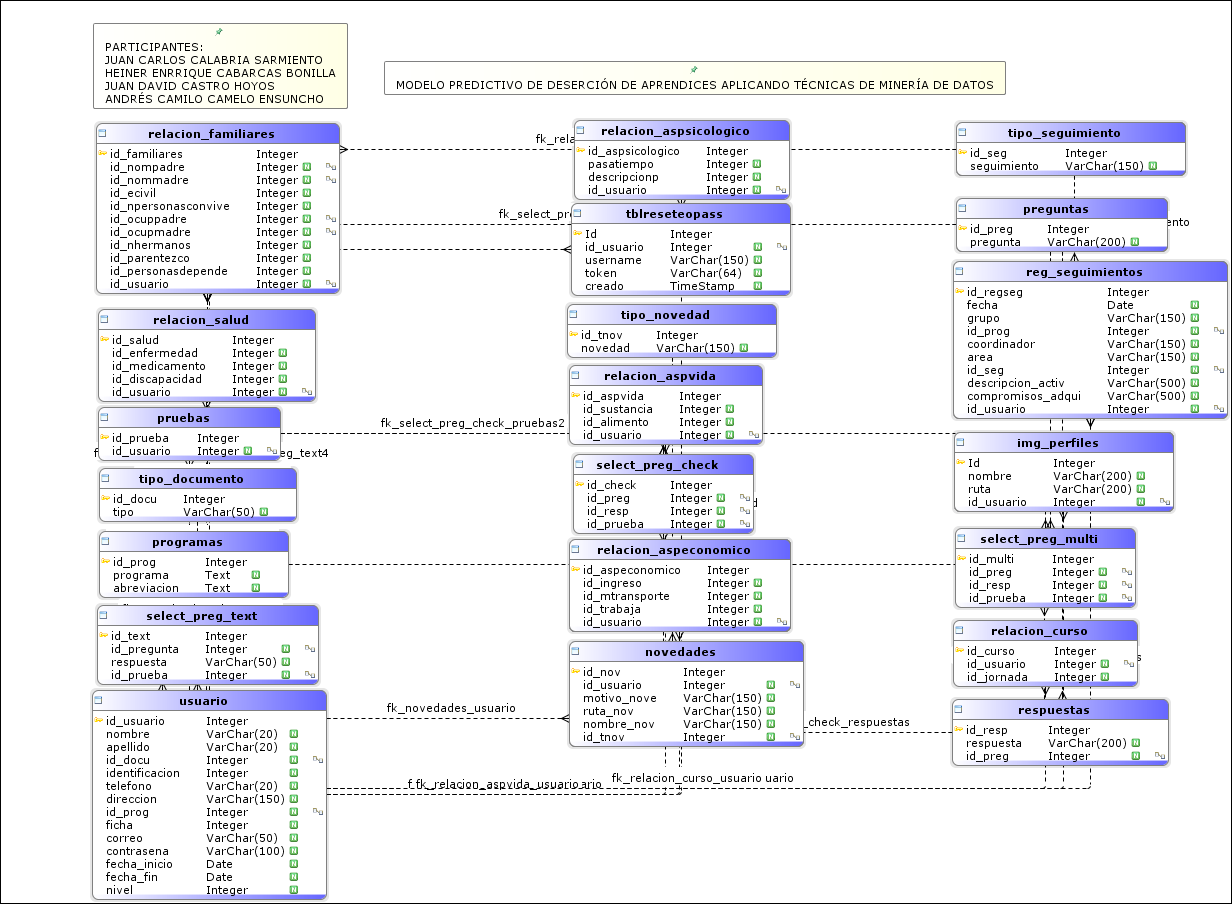 PARTICIPANTES:
JUAN CARLOS CALABRIA SARMIENTO
HEINER ENRRIQUE CABARCAS BONILLA
JUAN DAVID CASTRO HOYOS
ANDRÉS CAMILO CAMELO ENSUNCHO
MODELO PREDICTIVO DE DESERCIÓN DE APRENDICES APLICANDO TÉCNICAS DE MINERÍA DE DATOS
relacion_familiares
id_familiares Integer
id_nompadre Integer N
id_nommadre Integer N
id_ecivil Integer N
id_npersonasconvive Integer N
id_ocuppadre Integer N
id_ocupmadre Integer N
id_nhermanos Integer N
id_parentezco Integer N
id_personasdepende Integer N
id_usuario Integer N
relacion_salud
id_salud Integer
id_enfermedad Integer N
id_medicamento Integer N
id_discapacidad Integer N
id_usuario Integer N
pruebas
id_prueba Integer
id_usuario Integer N
eg_text4
tipo_documento
id_docu Integer
tipo VarChar(50) N
programas
id_prog Integer
programa Text N
abreviacion Text N
select_preg_text
id_text Integer
id_pregunta Integer N
respuesta VarChar(50) N
id_prueba Integer N
usuario
id_usuario Integer
nombre VarChar(20) N
apellido VarChar(20) N
id_docu Integer N
identificacion Integer N
telefono VarChar(20) N
direccion VarChar(150) N
id_prog Integer N
ficha Integer N
correo VarChar(50) N
contrasena VarChar(100) N
fecha_inicio Date N
fecha_fin Date N
nivel Integer N
fk_rela
fk_select_pre
fk_select_preg_check_pruebas2
fk_novedades_usuario
f.fk_relacion_aspvida_usuario ario
fk_relacion_curso_usuario uario
_check_respuestas
relacion_aspsicologico
id_aspsicologico Integer
pasatiempo Integer N
descripcionp Integer N
id_usuario Integer N
tblreseteopass
Id Integer
id_usuario Integer N
username VarChar(150) N
token VarChar(64) N
creado TimeStamp N
tipo_novedad
id_tnov Integer
novedad VarChar(150) N
relacion_aspvida
id_aspvida Integer
id_sustancia Integer N
id_alimento Integer N
id_usuario Integer N
select_preg_check
id_check Integer
id_preg Integer N
id_resp Integer N
id_prueba Integer N
relacion_aspeconomico
id_aspeconomico Integer
id_ingreso Integer N
id_mtransporte Integer N
id_trabaja Integer N
id_usuario Integer N
novedades
id_nov Integer
id_usuario Integer N
motivo_nove VarChar(150) N
ruta_nov VarChar(150) N
nombre_nov VarChar(150) N
id_tnov Integer N
tipo_seguimiento
id_seg Integer
seguimiento VarChar(150) N
preguntas
id_preg Integer
pregunta VarChar(200) N
ento
reg_seguimientos
id_regseg Integer
fecha Date N
grupo VarChar(150) N
id_prog Integer N
coordinador VarChar(150) N
area VarChar(150) N
id_seg Integer N
descripcion_activ VarChar(500) N
compromisos_adqui VarChar(500) N
id_usuario Integer N
img_perfiles
Id Integer
nombre VarChar(200) N
ruta VarChar(200) N
id_usuario Integer N
select_preg_multi
id_multi Integer
id_preg Integer N
id_resp Integer N
id_prueba Integer N
relacion_curso
id_curso Integer
id_usuario Integer N
id_jornada Integer N
respuestas
id_resp Integer
respuesta VarChar(200) N
id_preg Integer N